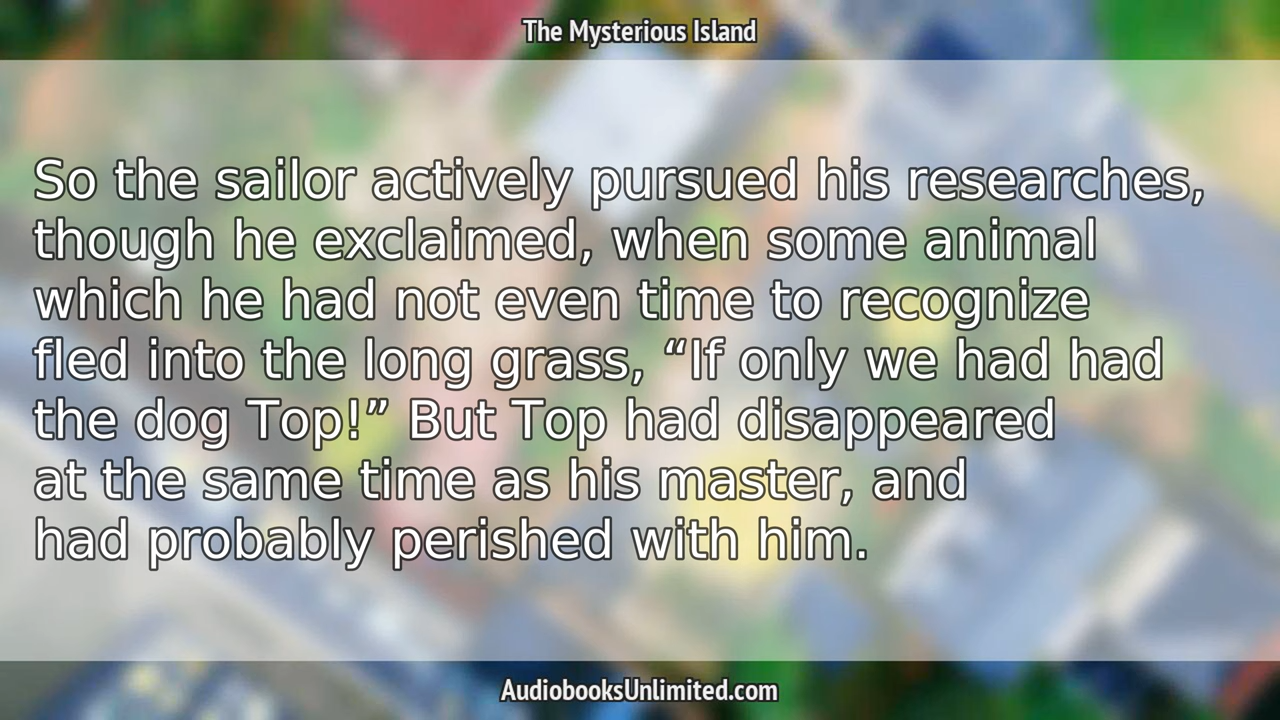 The Mysterious Island
So the sailor actively pursued his researches,
though he exclaimed, when some animal
which he had not even time to recognize
fled into the long grass, “If only we had had
the dog Top!” But Top had disappeared
at the same time as his master, and
had probably perished with him.
AudiobooksUnlimited.com